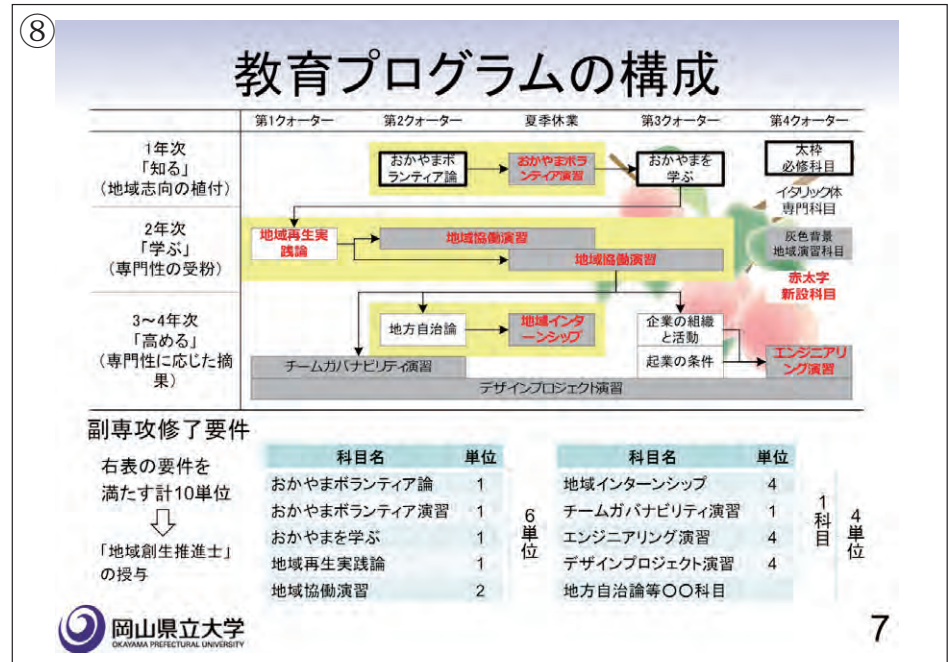 ⑧
教育プログラムの構成
第1クォーター 第2クォーター 夏季休業 第3クォーター 第4クォーター
1年次
「知る」
(地域志向の植付)
おかやまボ
ランティア論
おかやまボラ
ンティア演習
おかやまを
学ぶ
太枠
必修科目
イタリック体
専門科目
2年次
「学ぶ」
(専門性の受粉)
地域再生実
践論
地域協働演習
地域協働演習
灰色背景
地域演習科目
赤太字
新設科目
3~4年次
「高める」
(専門性に応じた摘
果)
地方自治論
地域インタ
ーンシップ
企業の組織
と活動
起業の条件
エンジニアリ
ング演習
チームガバナビリティ演習
デザインプロジェクト演習
副専攻修了要件
右表の要件を
満たす計10単位
「地域創生推進士」
の授与
科目名 単位
おかやまボランティア論 1
おかやまボランティア演習 1
おかやまを学ぶ 1
地域再生実践論 1
地域協働演習 2
6単位
科目名 単位
地域インターンシップ 4
チームガバナビリティ演習 1
エンジニアリング演習 4
デザインプロジェクト演習 4
地方自治論等〇〇科目
1科目
4単位
岡山県立大学
OKAYAMA PREFECTURAL UNIVERSITY
7